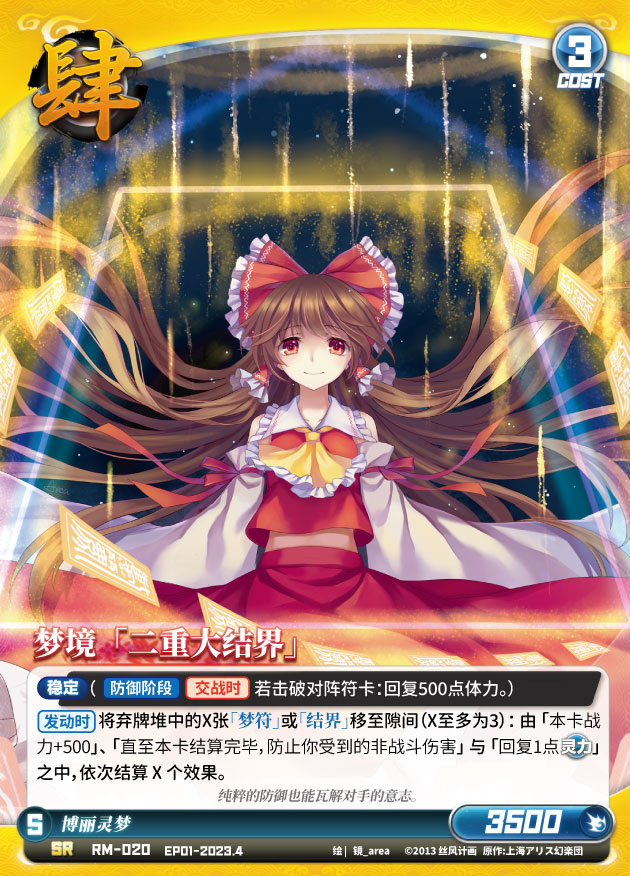 肆
3
COST
梦境「二重大结界」
稳定 ( 防御阶段 交战时 若击破对阵符卡:回复500点体力。)
发动时 将弃牌堆中的X张「梦符」或「结界」移至隙间(X至多为3):由「本卡战
力+500」、「直至本卡结算完毕,防止你受到的非战斗伤害」与「回复1点灵力」
之中,依次结算 X 个效果。
纯粹的防御也能瓦解对手的意志。
S 博丽灵梦
3500
SR RM-020 EP01-2023.4 绘| 镜_area ©2013 丝风计画 原作:上海アリス幻楽団